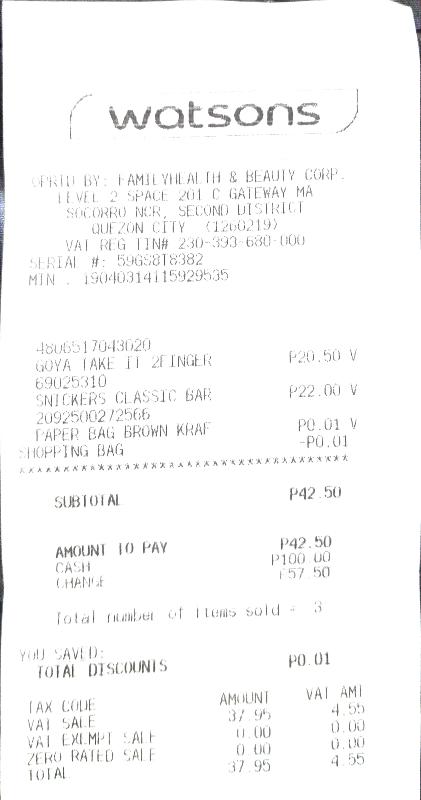 watsons
OPRTD BY: FAMILYHEALTH & BEAUTY CORP.
LEVEL 2 SPACE 201 C GATEWAY MA
SOCORRO NCR, SECOND DISTRICT
QUEZON CITY (1260219)
VAT REG TIN# 230-393-680-000
SERIAL #: 59GS8T8382
MIN : 19040314115929535
4806517043020
GOYA TAKE IT 2FINGER P20.50 V
69025310
SNICKERS CLASSIC BAR P22.00 V
2092500272566
PAPER BAG BROWN KRAF P0.01 V
SHOPPING BAG -P0.01
****************************************
SUBTOTAL P42.50
AMOUNT TO PAY P42.50
CASH P100.00
CHANGE P57.50
Total number of items sold = 3
YOU SAVED:
TOTAL DISCOUNTS P0.01
TAX CODE AMOUNT VAT AMT
VAT SALE 37.95 4.55
VAT EXEMPT SALE 0.00 0.00
ZERO RATED SALE 0.00 0.00
TOTAL 37.95 4.55